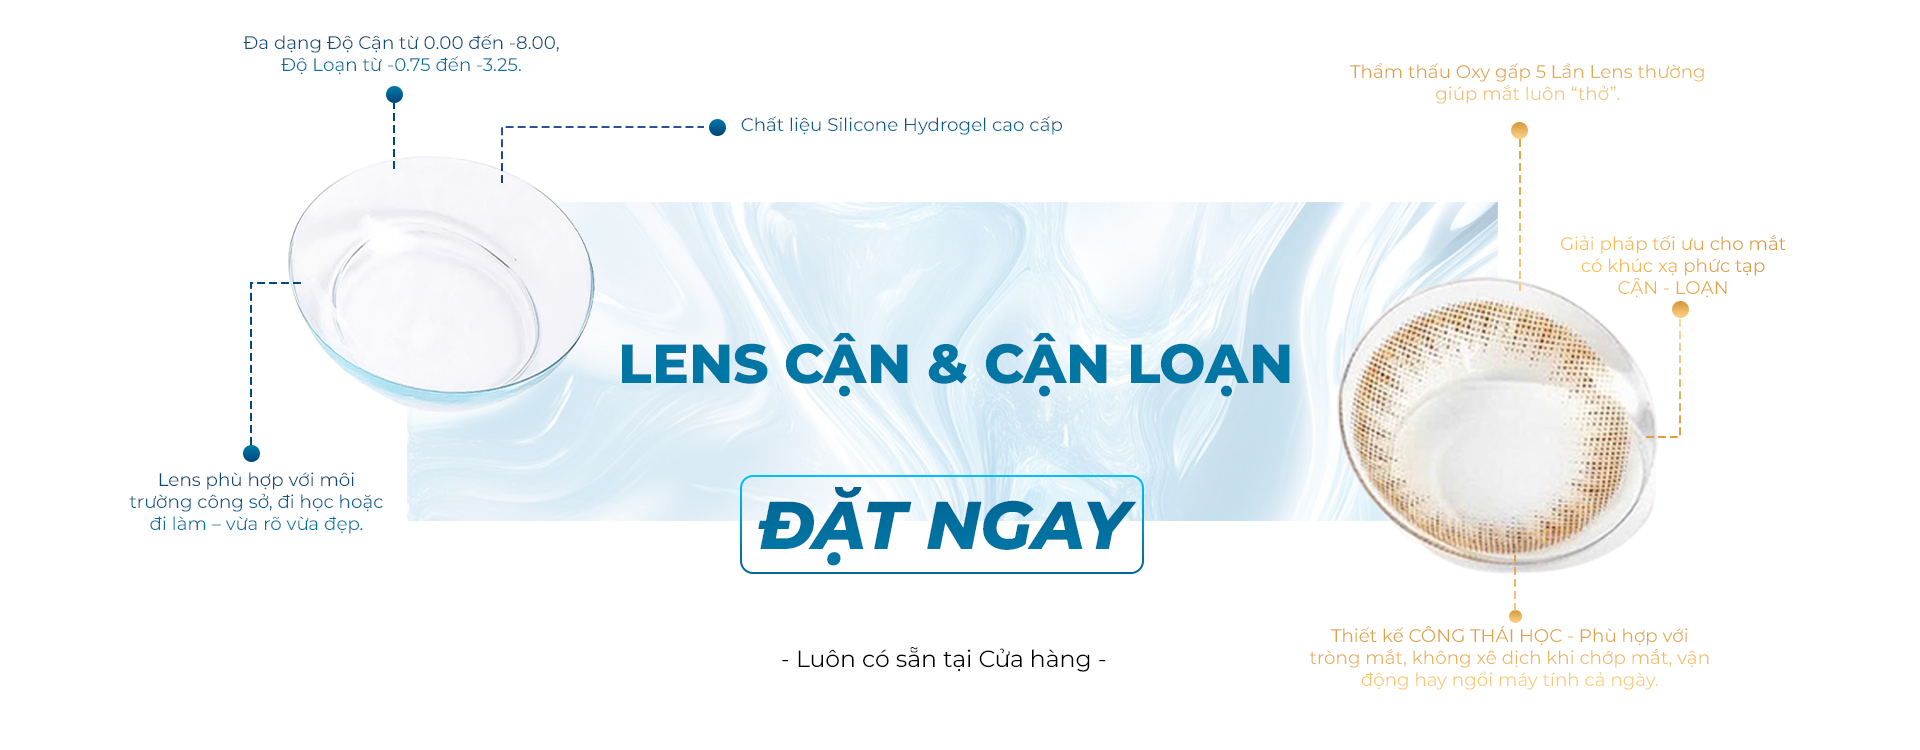 Đa dạng Độ Cận từ 0.00 đến -8.00,
Độ Loạn từ -0.75 đến -3.25.
Chất liệu Silicone Hydrogel cao cấp
Lens phù hợp với môi
trường công sở, đi học hoặc
đi làm – vừa rõ vừa đẹp.
LENS CẬN & CẬN LOẠN
ĐẶT NGAY
- Luôn có sẵn tại Cửa hàng -
Thẩm thấu Oxy gấp 5 Lần Lens thường
giúp mắt luôn “thở”.
Giải pháp tối ưu cho mắt
có khúc xạ phức tạp
CẬN - LOẠN
Thiết kế CÔNG THÁI HỌC - Phù hợp với
tròng mắt, không xê dịch khi chớp mắt, vận
động hay ngồi máy tính cả ngày.